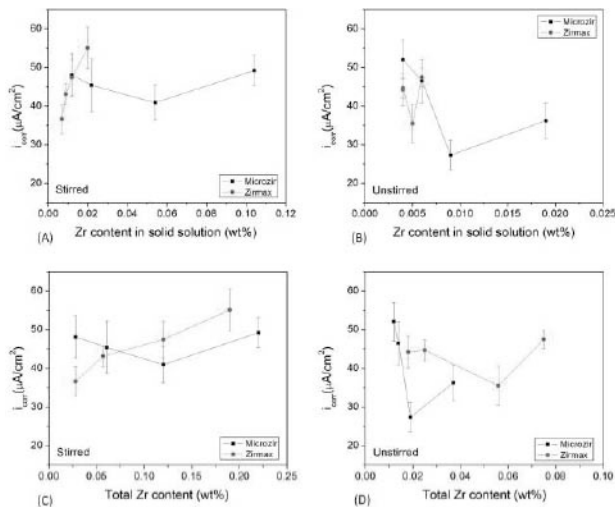 60
50
40
30
20
i_corr(μA/cm²)
Microzir
Zirmax
Stirred
0.00 0.02 0.04 0.06 0.08 0.10 0.12
(A) Zr content in solid solution (wt%)
60
50
40
30
20
i_corr(μA/cm²)
Microzir
Zirmax
Unstirred
0.000 0.005 0.010 0.015 0.020 0.025
(B) Zr content in solid solution (wt%)
60
50
40
30
20
i_corr(μA/cm²)
Microzir
Zirmax
Stirred
0.00 0.05 0.10 0.15 0.20 0.25
(C) Total Zr content (wt%)
60
50
40
30
20
i_corr(μA/cm²)
Microzir
Zirmax
Unstirred
0.00 0.02 0.04 0.06 0.08 0.10
(D) Total Zr content (wt%)